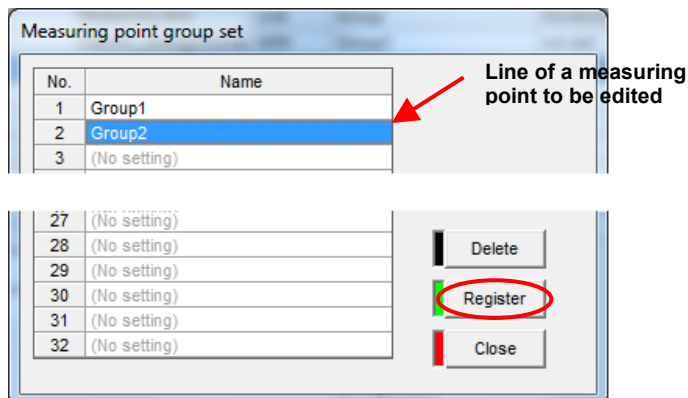 Measuring point group set
No. Name
Line of a measuring
point to be edited
1 Group1
2 Group2
3 (No setting)
27 (No setting)
28 (No setting)
29 (No setting)
30 (No setting)
31 (No setting)
32 (No setting)
Delete
Register
Close